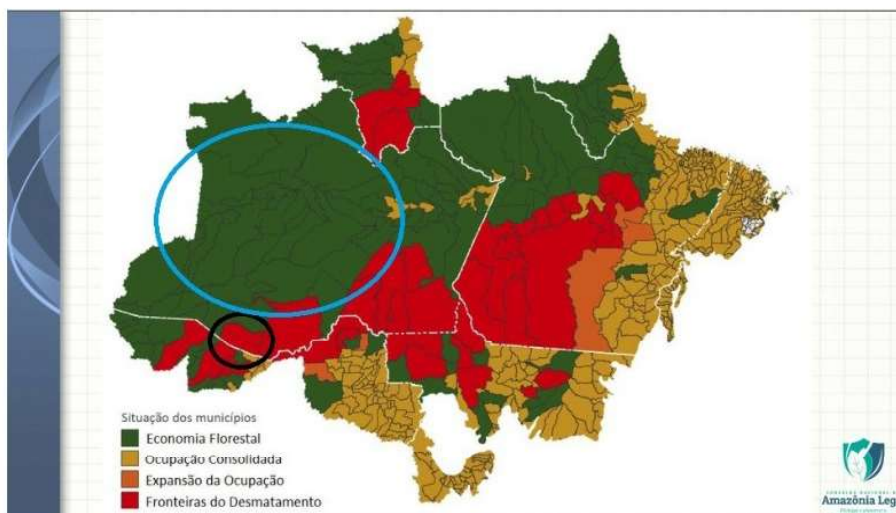 Situação dos municípios
Economia Florestal
Ocupação Consolidada
Expansão da Ocupação
Fronteiras do Desmatamento
Amazônia Leg